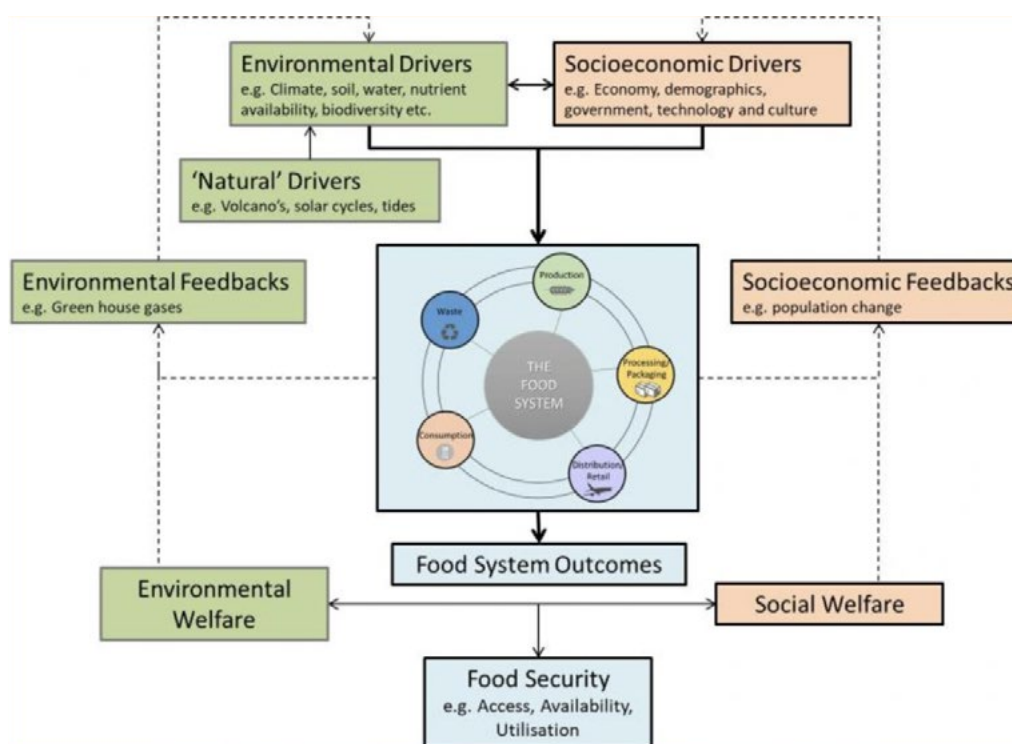 Environmental Drivers
e.g. Climate, soil, water, nutrient
availability, biodiversity etc.
Socioeconomic Drivers
e.g. Economy, demographics,
government, technology and culture
‘Natural’ Drivers
e.g. Volcano’s, solar cycles, tides
Environmental Feedbacks
e.g. Green house gases
Socioeconomic Feedbacks
e.g. population change
Production
Waste
THE
FOOD
SYSTEM
Processing/
Packaging
Consumption
Distribution/
Retail
Food System Outcomes
Environmental
Welfare
Social Welfare
Food Security
e.g. Access, Availability,
Utilisation